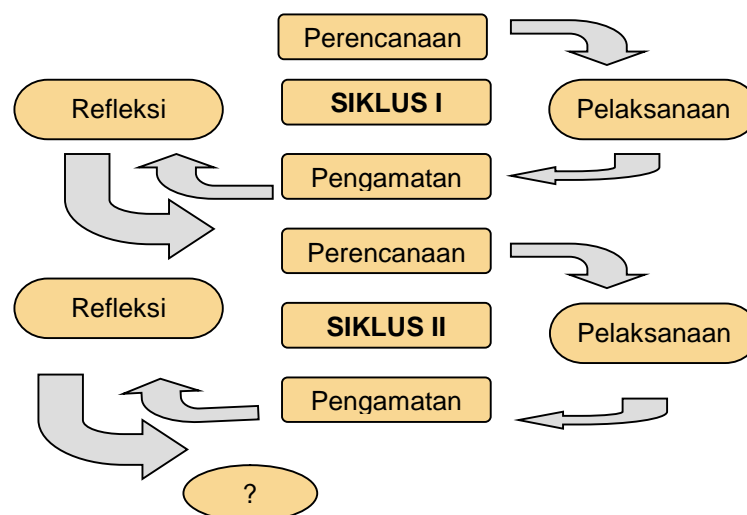 Perencanaan
Refleksi
SIKLUS I
Pelaksanaan
Pengamatan
Perencanaan
Refleksi
SIKLUS II
Pelaksanaan
Pengamatan
?